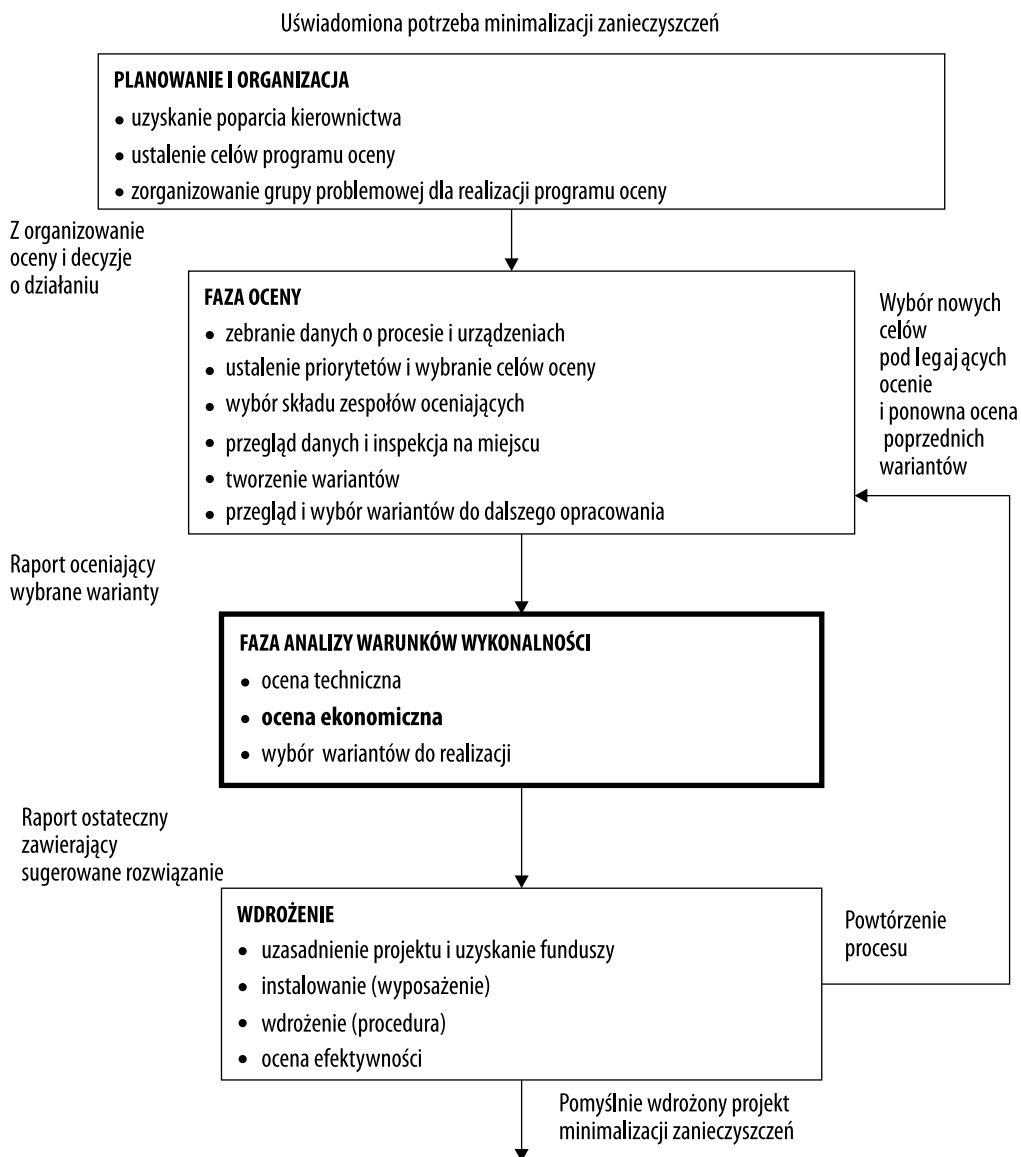 Uświadomiona potrzeba minimalizacji zanieczyszczeń
PLANOWANIE I ORGANIZACJA
• uzyskanie poparcia kierownictwa
• ustalenie celów programu oceny
• zorganizowanie grupy problemowej dla realizacji programu oceny
Z organizowanie
oceny i decyzje
o działaniu
FAZA OCENY
• zebranie danych o procesie i urządzeniach
• ustalenie priorytetów i wybranie celów oceny
• wybór składu zespołów oceniających
• przegląd danych i inspekcja na miejscu
• tworzenie wariantów
• przegląd i wybór wariantów do dalszego opracowania
Wybór nowych
celów
pod legających
ocenie
i ponowna ocena
poprzednich
wariantów
Raport oceniający
wybrane warianty
FAZA ANALIZY WARUNKÓW WYKONALNOŚCI
• ocena techniczna
• ocena ekonomiczna
• wybór wariantów do realizacji
Raport ostateczny
zawierający
sugerowane rozwiązanie
WDROŻENIE
• uzasadnienie projektu i uzyskanie funduszy
• instalowanie (wyposażenie)
• wdrożenie (procedura)
• ocena efektywności
Powtórzenie
procesu
Pomyślnie wdrożony projekt
minimalizacji zanieczyszczeń